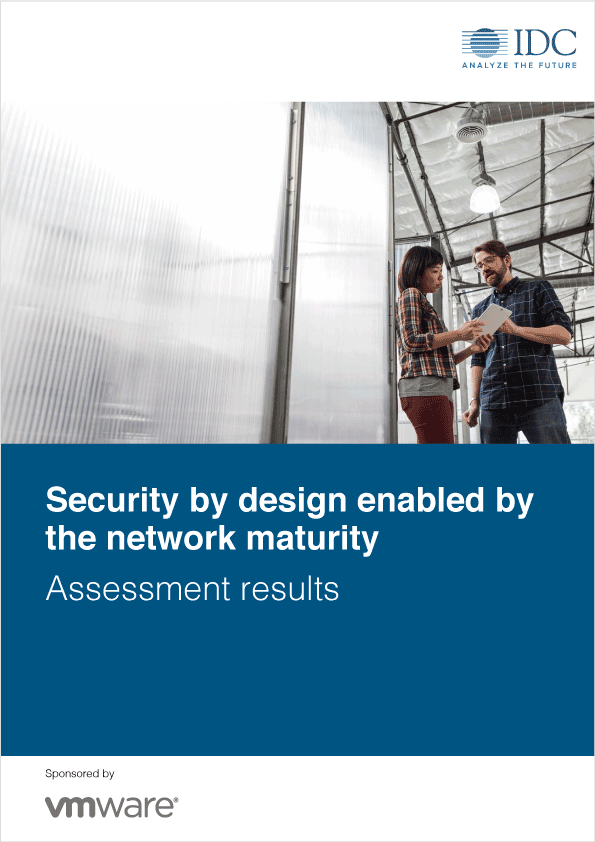 IDC
ANALYZE THE FUTURE
Security by design enabled by
the network maturity
Assessment results
Sponsored by
vmware®